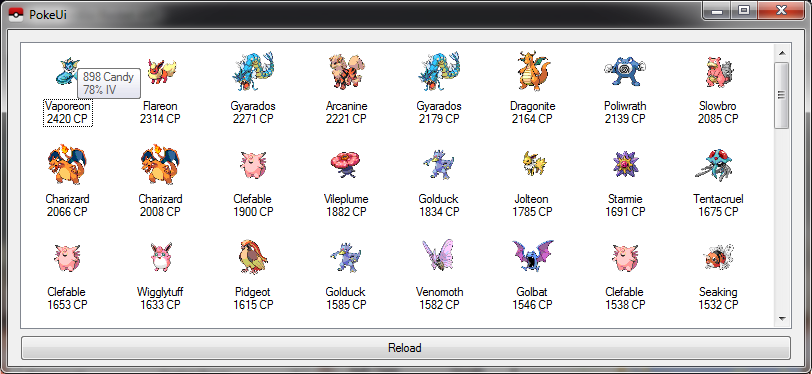 PokeUi
898 Candy
78% IV
Vaporeon
2420 CP
Flareon
2314 CP
Gyarados
2271 CP
Arcanine
2221 CP
Gyarados
2179 CP
Dragonite
2164 CP
Poliwrath
2139 CP
Slowbro
2085 CP
Charizard
2066 CP
Charizard
2008 CP
Clefable
1900 CP
Vileplume
1882 CP
Golduck
1834 CP
Jolteon
1785 CP
Starmie
1691 CP
Tentacruel
1675 CP
Clefable
1653 CP
Wigglytuff
1633 CP
Pidgeot
1615 CP
Golduck
1585 CP
Venomoth
1582 CP
Golbat
1546 CP
Clefable
1538 CP
Seaking
1532 CP
Reload